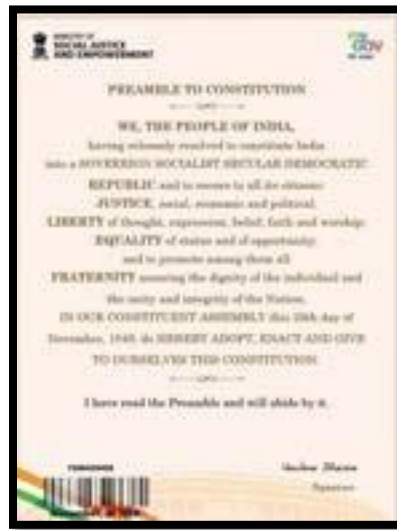 MINISTRY OF
SOCIAL JUSTICE
AND EMPOWERMENT
GOV
PREAMBLE TO CONSTITUTION
WE, THE PEOPLE OF INDIA,
having solemnly resolved to constitute India
into a SOVEREIGN SOCIALIST SECULAR DEMOCRATIC
REPUBLIC and to secure to all its citizens:
JUSTICE, social, economic and political;
LIBERTY of thought, expression, belief, faith and worship;
EQUALITY of status and of opportunity;
and to promote among them all
FRATERNITY assuring the dignity of the individual and
the unity and integrity of the Nation,
IN OUR CONSTITUENT ASSEMBLY this 26th day of
November, 1949, do HEREBY ADOPT, ENACT AND GIVE
TO OURSELVES THIS CONSTITUTION
I have read the Preamble and will abide by it.
Signature